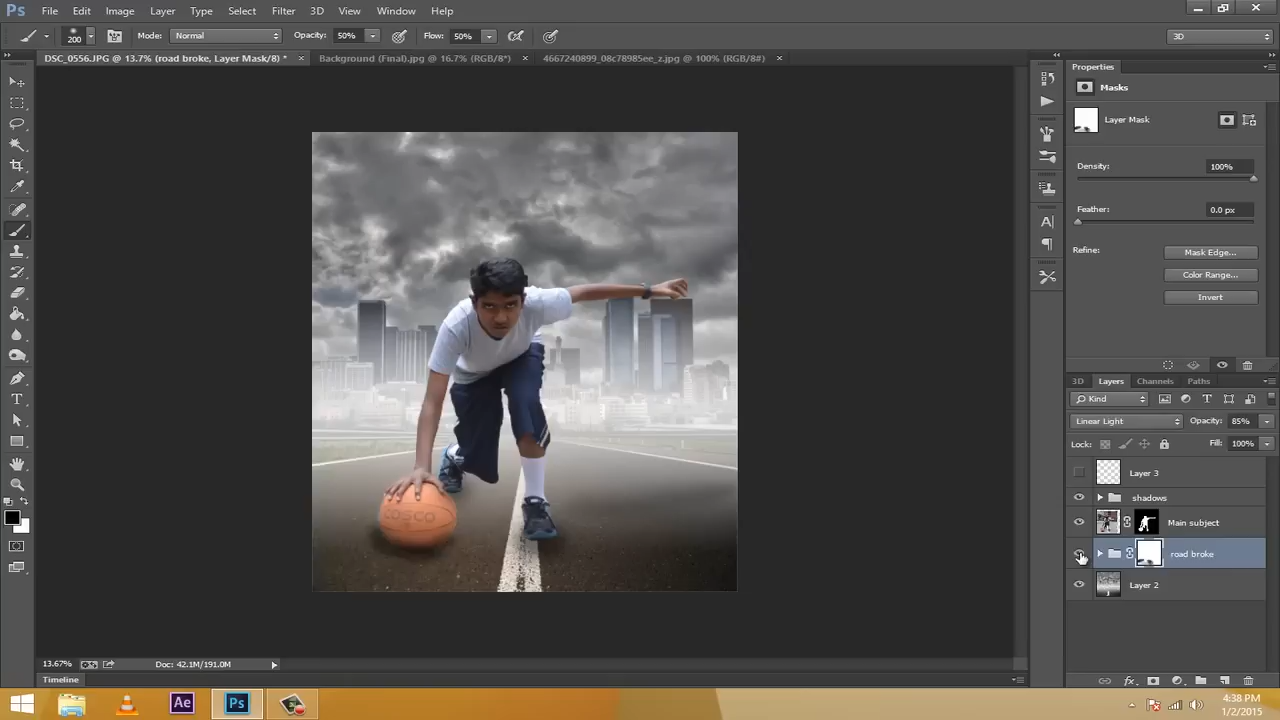 Ps File Edit Image Layer Type Select Filter 3D View Window Help
200 Mode: Normal Opacity: 50% Flow: 50% 3D
DSC_0556.JPG @ 13.7% (road broke, Layer Mask/8) * × Background (Final).jpg @ 16.7% (RGB/8*) × 4667240899_08c78985ee_z.jpg @ 100% (RGB/8#) ×
Properties
Masks
Layer Mask
Density: 100%
Feather: 0.0 px
Refine: Mask Edge...
Color Range...
Invert
3D Layers Channels Paths
Kind
Linear Light Opacity: 85%
Lock: Fill: 100%
Layer 3
shadows
Main subject
road broke
Layer 2
COSCO
13.67% Doc: 42.1M/191.0M
Timeline
Ae Ps 4:38 PM
1/2/2015